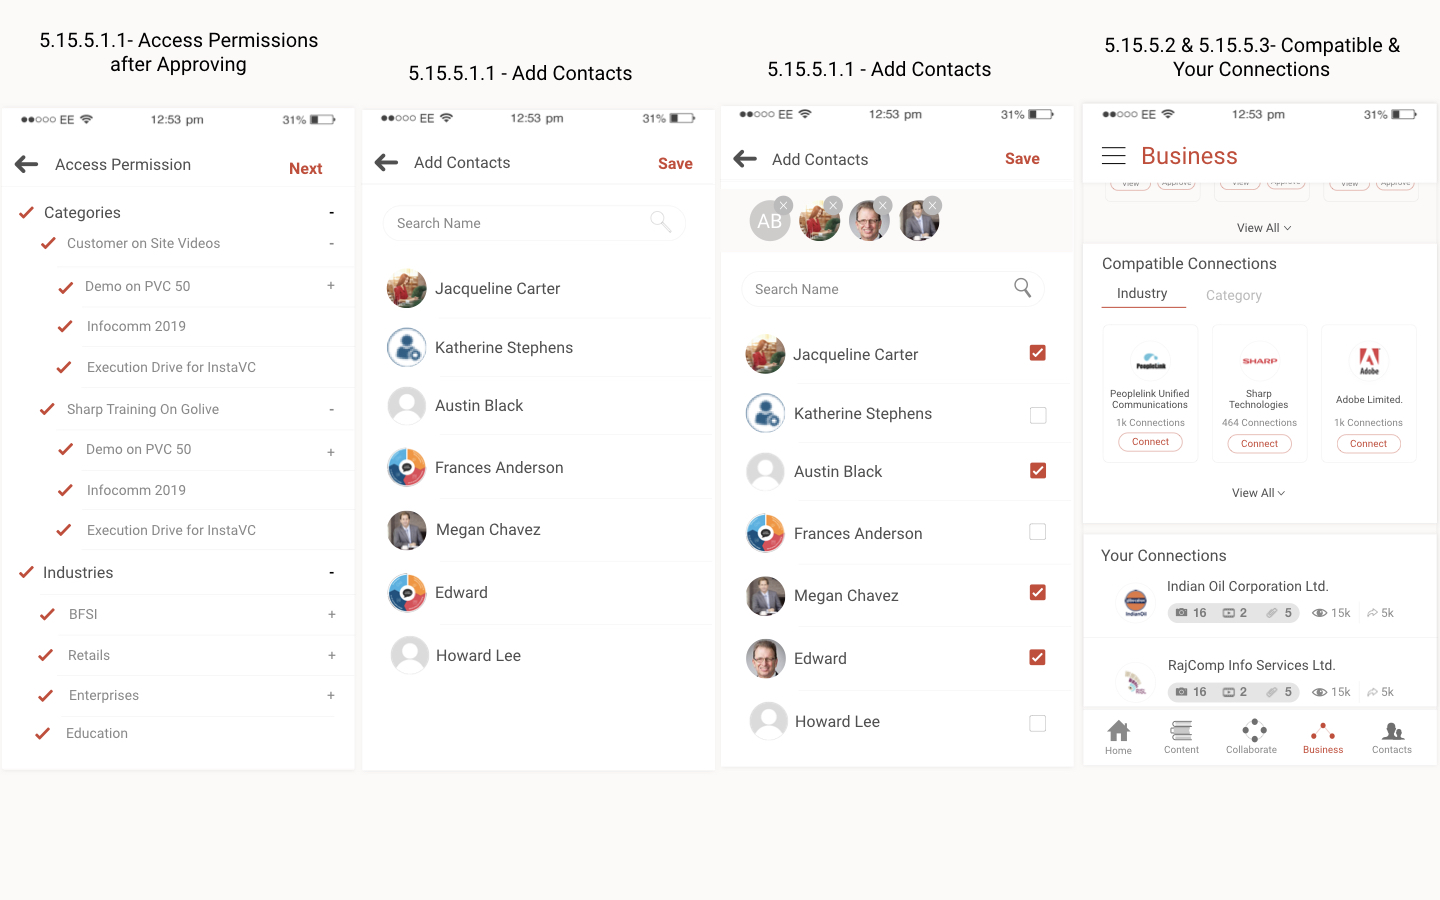 5.15.5.1.1- Access Permissions
after Approving
EE
12:53 pm
31%
Access Permission
Next
Categories
-
Customer on Site Videos
-
Demo on PVC 50
+
Infocomm 2019
Execution Drive for InstaVC
Sharp Training On Golive
-
Demo on PVC 50
+
Infocomm 2019
Execution Drive for InstaVC
Industries
-
BFSI
+
Retails
+
Enterprises
+
Education
5.15.5.1.1 - Add Contacts
EE
12:53 pm
31%
Add Contacts
Save
Search Name
Jacqueline Carter
Katherine Stephens
Austin Black
Frances Anderson
Megan Chavez
Edward
Howard Lee
5.15.5.1.1 - Add Contacts
EE
12:53 pm
31%
Add Contacts
Save
AB
Search Name
Jacqueline Carter
Katherine Stephens
Austin Black
Frances Anderson
Megan Chavez
Edward
Howard Lee
5.15.5.2 & 5.15.5.3- Compatible &
Your Connections
EE
12:53 pm
31%
Business
View Approve View Approve View Approve
View All
Compatible Connections
Industry
Category
PeopleLink
Peoplelink Unified
Communications
1k Connections
Connect
SHARP
Sharp
Technologies
464 Connections
Connect
Adobe
Adobe Limited.
1k Connections
Connect
View All
Your Connections
IndianOil
Indian Oil Corporation Ltd.
16 2 5 15k 5k
RajComp Info Services Ltd.
16 2 5 15k 5k
Home
Content
Collaborate
Business
Contacts